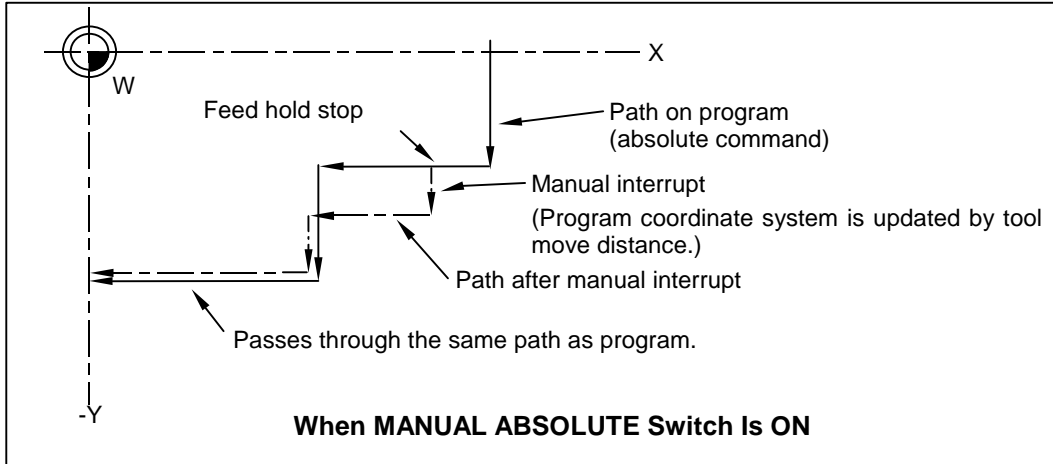 X
W
Feed hold stop
Path on program
(absolute command)
Manual interrupt
(Program coordinate system is updated by tool
move distance.)
Path after manual interrupt
Passes through the same path as program.
-Y
When MANUAL ABSOLUTE Switch Is ON